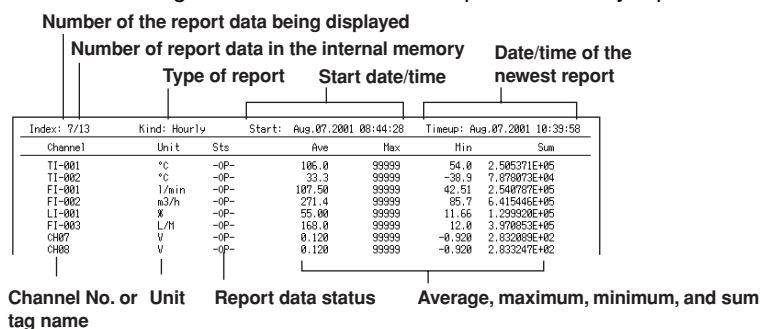 Number of the report data being displayed
Number of report data in the internal memory
Type of report
Start date/time
Date/time of the
newest report
Index: 7/13 Kind: Hourly Start: Aug.07.2001 08:44:28 Timeup: Aug.07.2001 10:39:58
Channel Unit Sts Ave Max Min Sum
TI-001 °C -OP- 106.0 99999 54.0 2.505371E+05
TI-002 °C -OP- 33.3 99999 -38.9 7.878073E+04
FI-001 l/min -OP- 107.50 99999 42.51 2.540787E+05
FI-002 m3/h -OP- 271.4 99999 85.7 6.415446E+05
LI-001 % -OP- 55.00 99999 11.66 1.299920E+05
FI-003 L/M -OP- 168.0 99999 12.0 3.970853E+05
CH07 V -OP- 0.120 99999 -0.920 2.832089E+02
CH08 V -OP- 0.120 99999 -0.920 2.833247E+02
Channel No. or
tag name
Unit
Report data status
Average, maximum, minimum, and sum